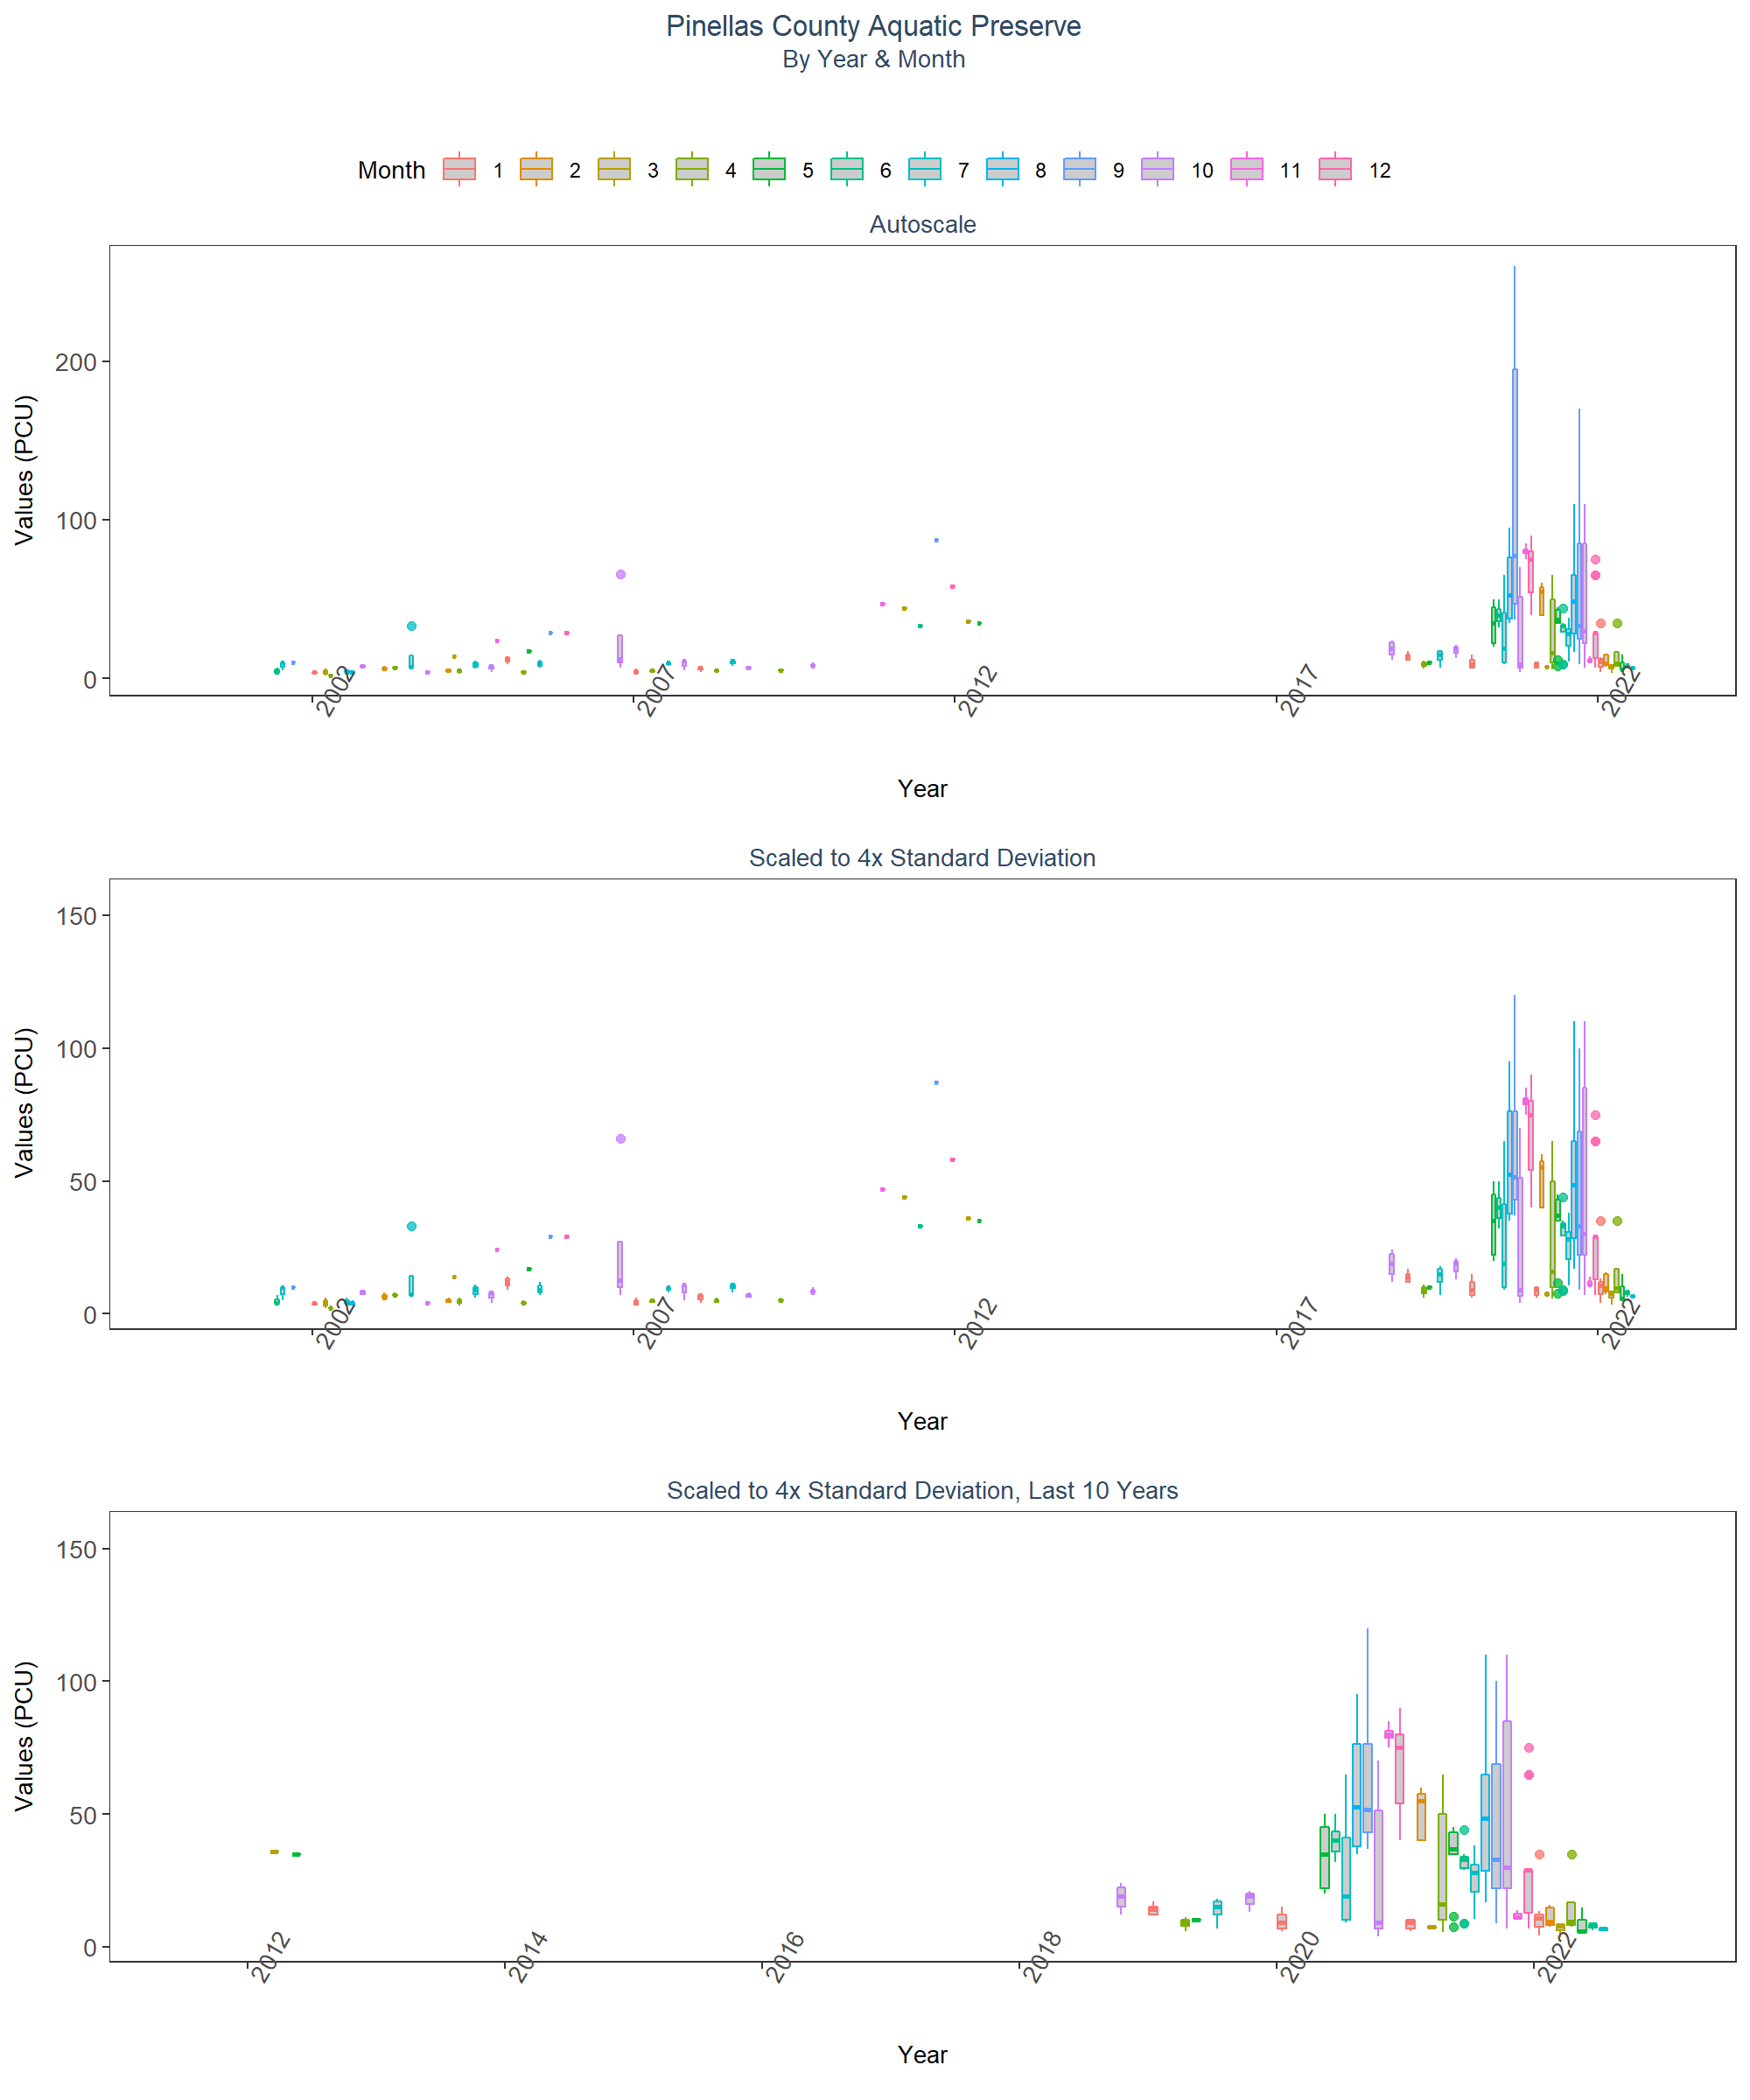 Pinellas County Aquatic Preserve
By Year & Month
Month 1 2 3 4 5 6 7 8 9 10 11 12
Autoscale
Values (PCU)
200
100
0
2002 2007 2012 2017 2022
Year
Scaled to 4x Standard Deviation
Values (PCU)
150
100
50
0
2002 2007 2012 2017 2022
Year
Scaled to 4x Standard Deviation, Last 10 Years
Values (PCU)
150
100
50
0
2012 2014 2016 2018 2020 2022
Year